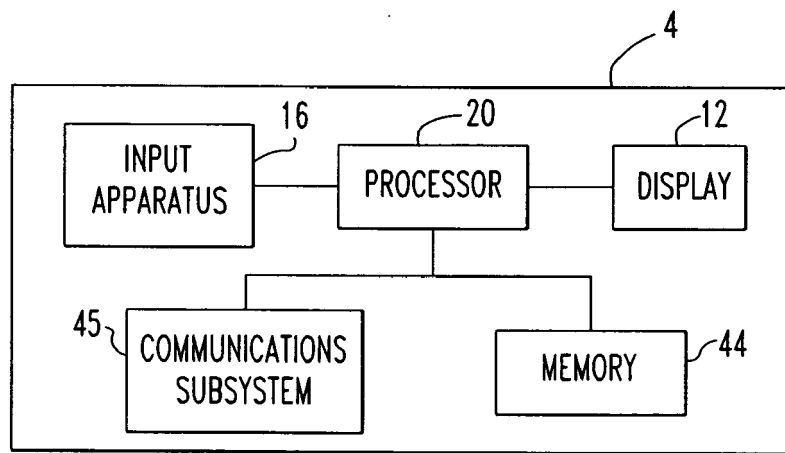 4
16
20
12
INPUT
APPARATUS
PROCESSOR
DISPLAY
45
COMMUNICATIONS
SUBSYSTEM
MEMORY
44